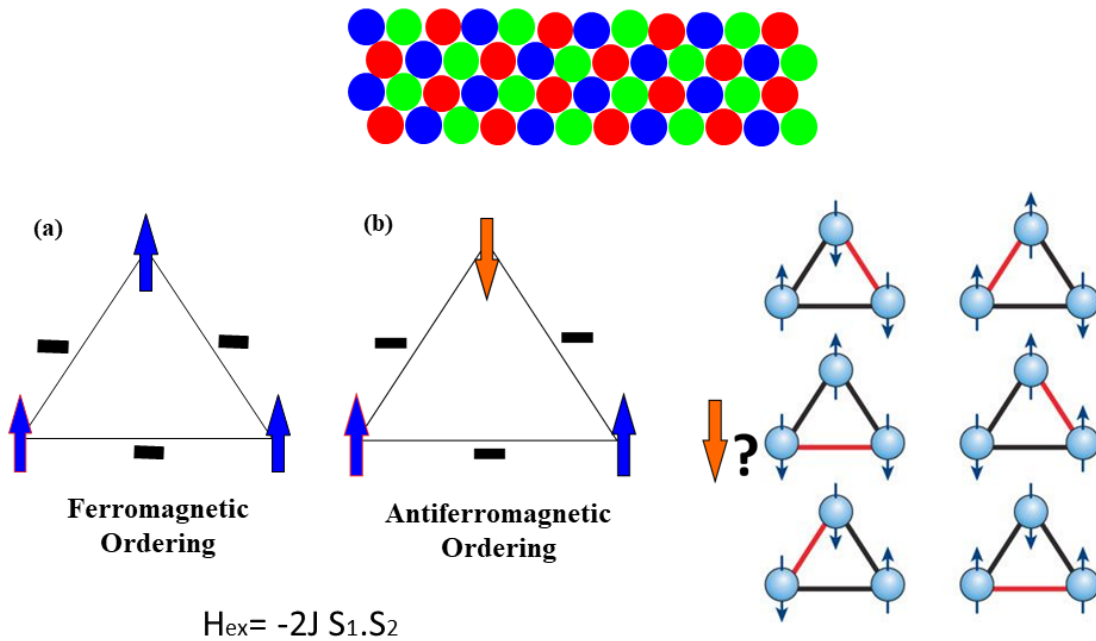 (a)
(b)
?
Ferromagnetic
Ordering
Antiferromagnetic
Ordering
Hex= -2J S1.S2